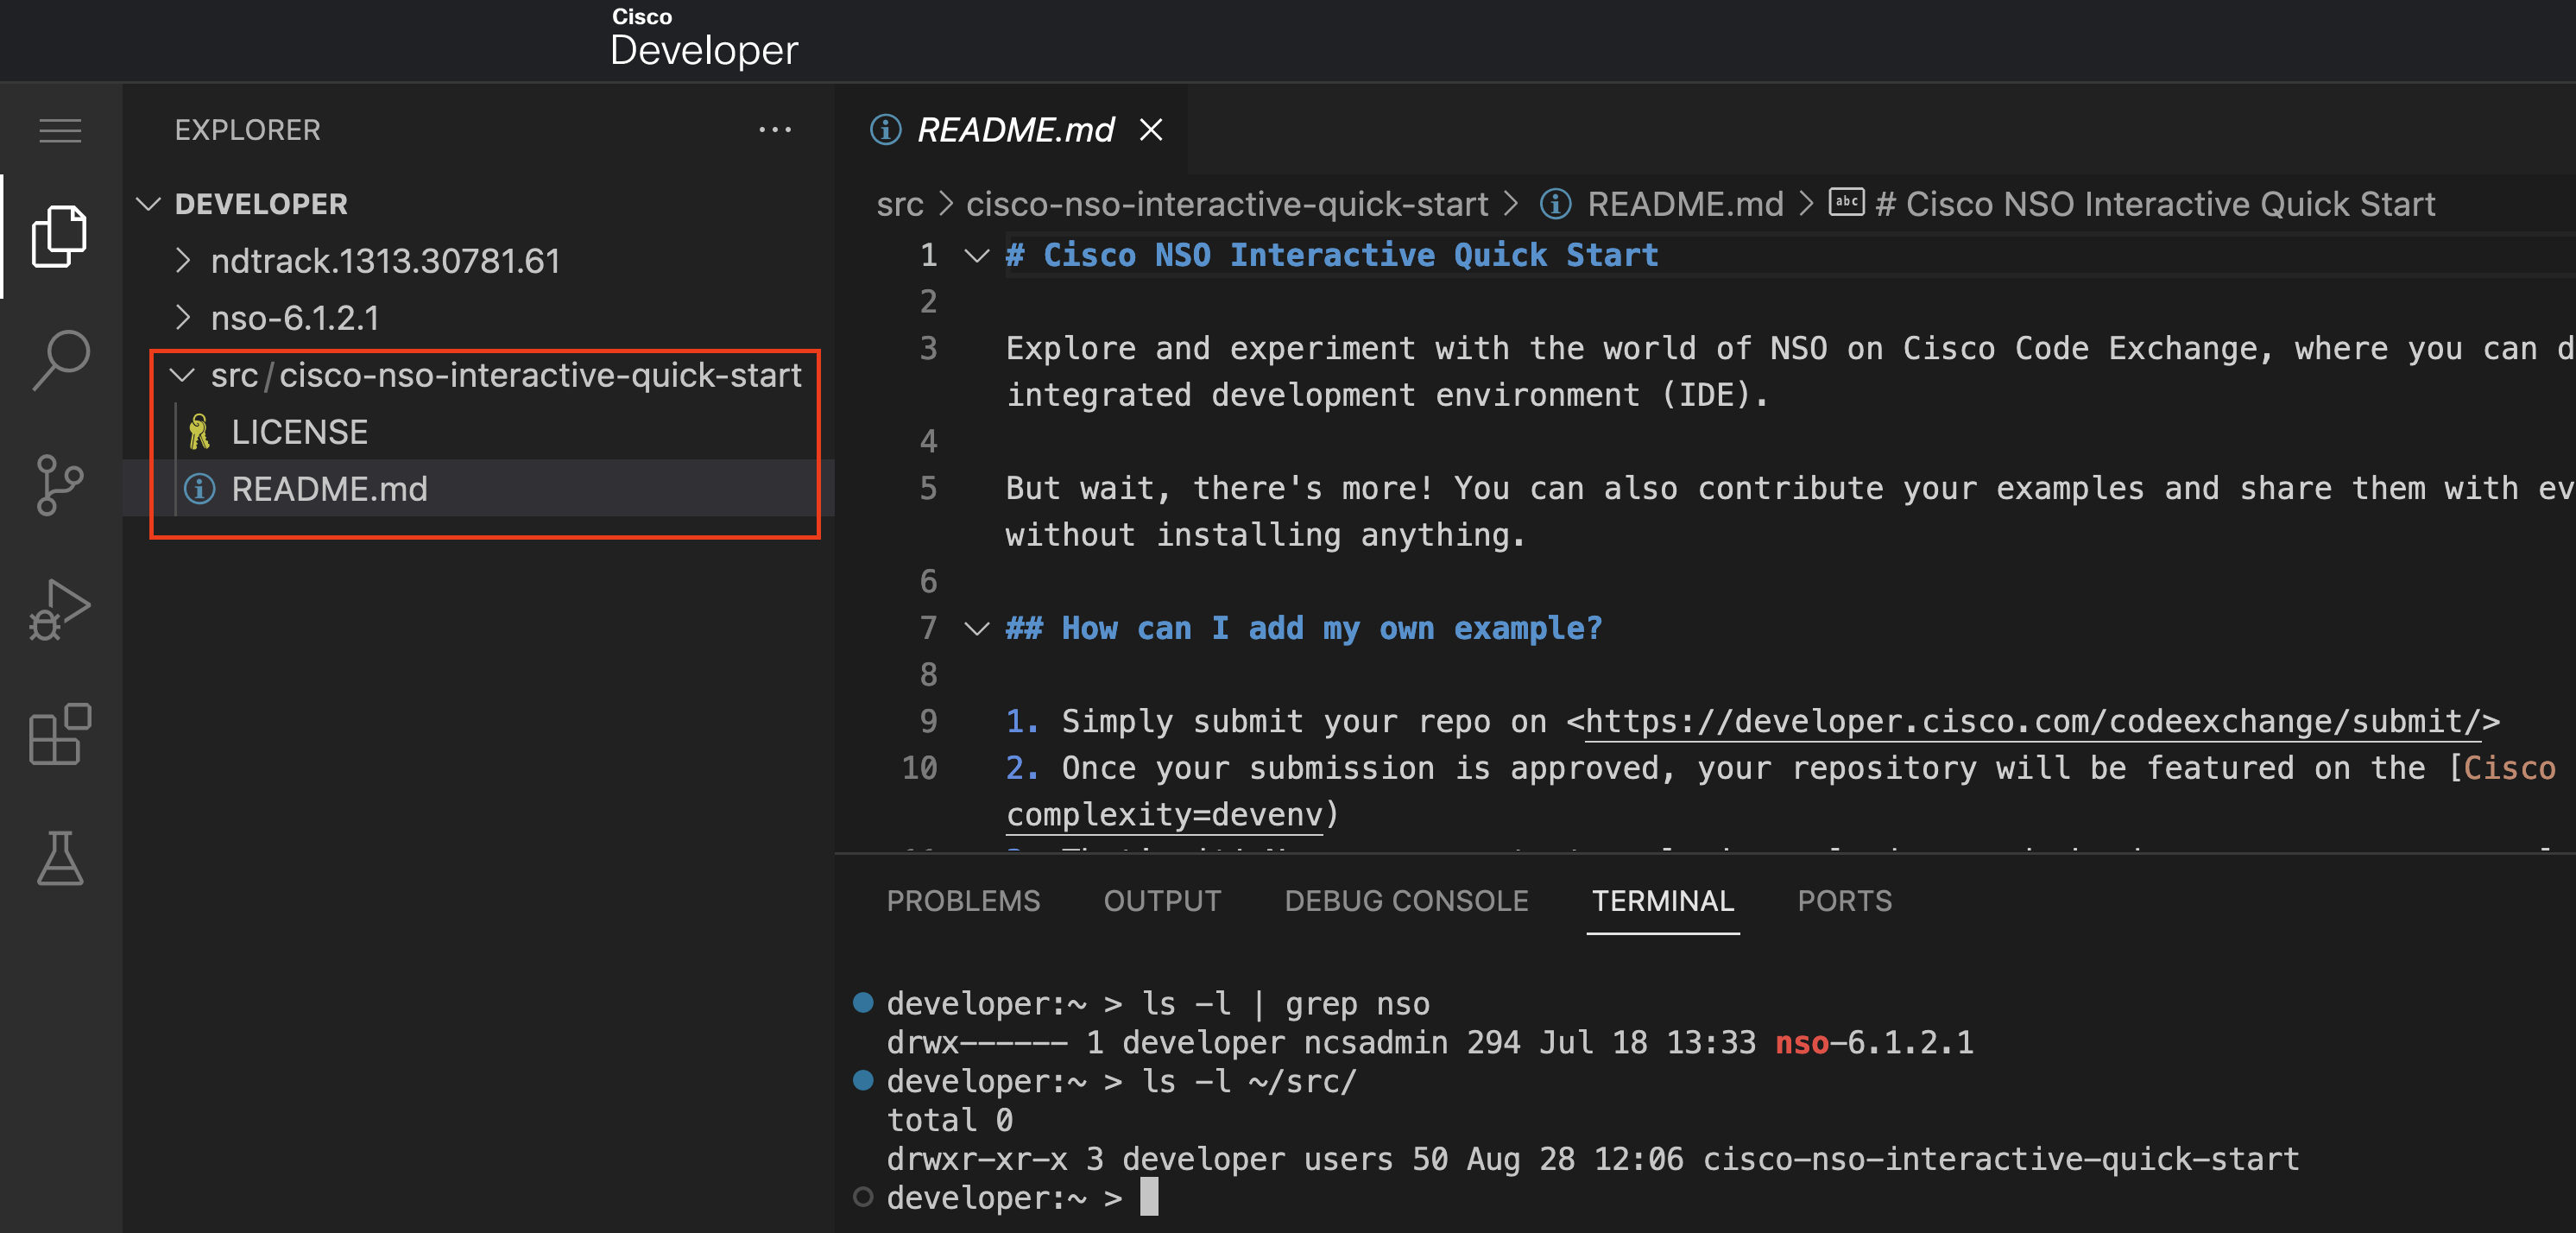 Cisco
Developer
EXPLORER
DEVELOPER
ndtrack.1313.30781.61
nso-6.1.2.1
src/cisco-nso-interactive-quick-start
LICENSE
README.md
README.md
src > cisco-nso-interactive-quick-start > README.md > abc # Cisco NSO Interactive Quick Start
1 # Cisco NSO Interactive Quick Start
2
3 Explore and experiment with the world of NSO on Cisco Code Exchange, where you can d
integrated development environment (IDE).
4
5 But wait, there's more! You can also contribute your examples and share them with ev
without installing anything.
6
7 ## How can I add my own example?
8
9 1. Simply submit your repo on <https://developer.cisco.com/codeexchange/submit/>
10 2. Once your submission is approved, your repository will be featured on the [Cisco
complexity=devenv)
PROBLEMS OUTPUT DEBUG CONSOLE TERMINAL PORTS
developer:~ > ls -l | grep nso
drwx------ 1 developer ncsadmin 294 Jul 18 13:33 nso-6.1.2.1
developer:~ > ls -l ~/src/
total 0
drwxr-xr-x 3 developer users 50 Aug 28 12:06 cisco-nso-interactive-quick-start
developer:~ >